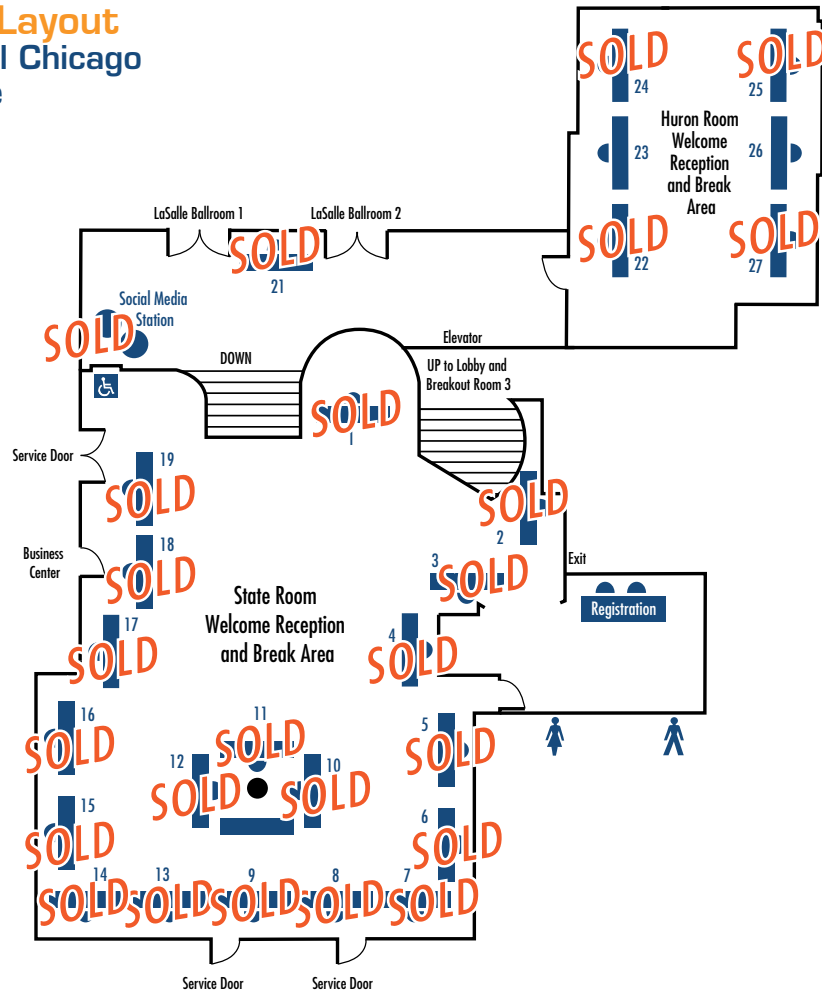 Layout
l Chicago
SOLD
SOLD
24
25
Huron Room
Welcome
Reception
and Break
Area
23
26
SOLD
SOLD
22
27
LaSalle Ballroom 1
LaSalle Ballroom 2
SOLD
21
Social Media
Station
SOLD
Elevator
DOWN
UP to Lobby and
Breakout Room 3
SOLD
1
Service Door
19
SOLD
SOLD
2
Business
Center
18
SOLD
3
SOLD
Exit
State Room
Welcome Reception
and Break Area
Registration
17
SOLD
4
SOLD
16
SOLD
11
SOLD
5
SOLD
12
SOLD
10
SOLD
15
SOLD
6
SOLD
14
13
9
8
7
SOLD
SOLD
SOLD
SOLD
SOLD
Service Door
Service Door